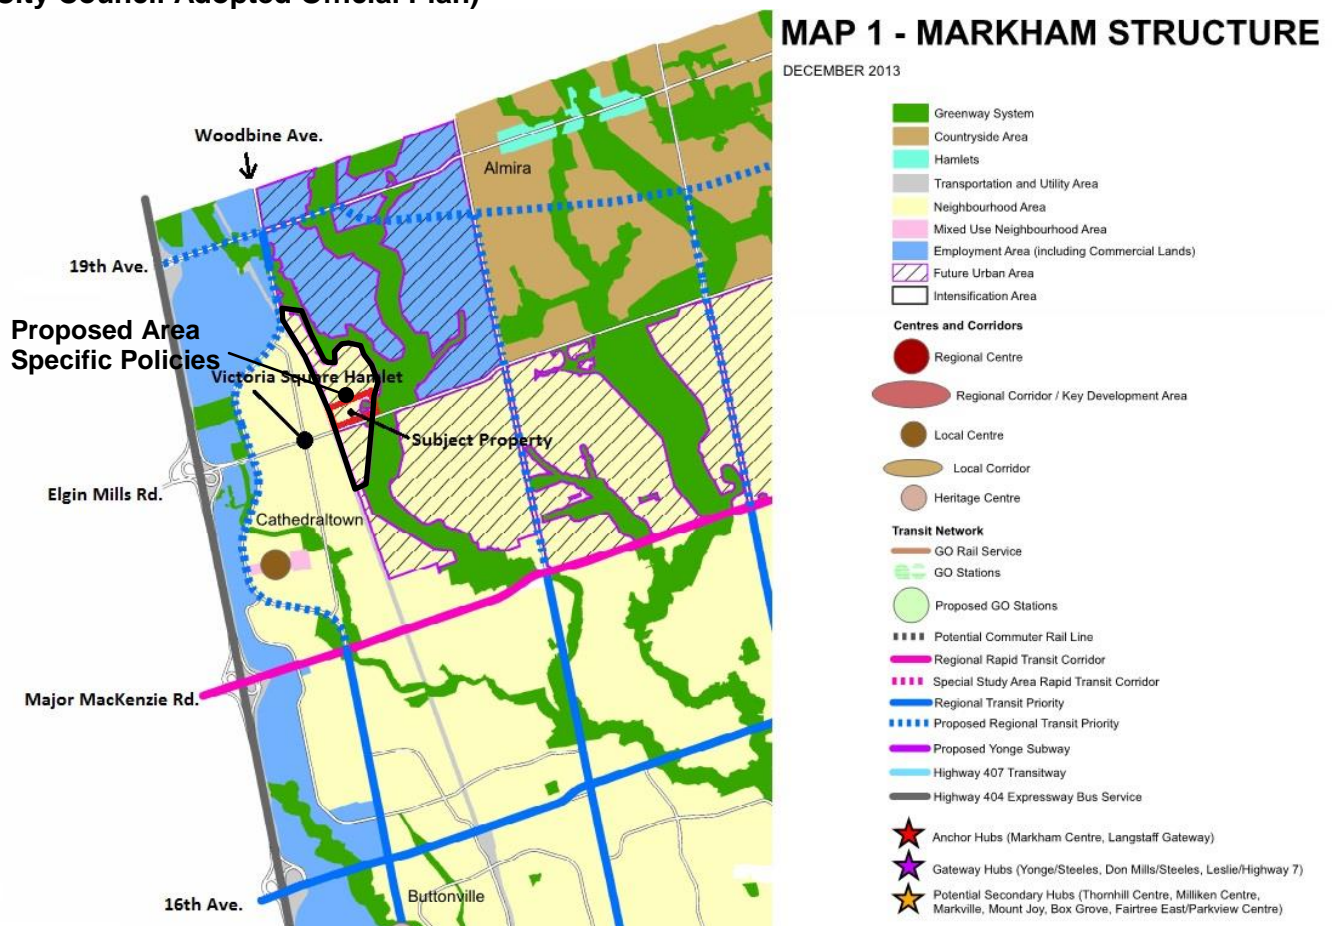 City Council Adopted Official Plan)
MAP 1 - MARKHAM STRUCTURE
DECEMBER 2013
Woodbine Ave.
Almira
19th Ave.
Proposed Area
Specific Policies
Victoria Square Hamlet
Subject Property
Elgin Mills Rd.
Cathedraltown
Major MacKenzie Rd.
Buttonville
16th Ave.
Greenway System
Countryside Area
Hamlets
Transportation and Utility Area
Neighbourhood Area
Mixed Use Neighbourhood Area
Employment Area (including Commercial Lands)
Future Urban Area
Intensification Area
Centres and Corridors
Regional Centre
Regional Corridor / Key Development Area
Local Centre
Local Corridor
Heritage Centre
Transit Network
GO Rail Service
GO Stations
Proposed GO Stations
Potential Commuter Rail Line
Regional Rapid Transit Corridor
Special Study Area Rapid Transit Corridor
Regional Transit Priority
Proposed Regional Transit Priority
Proposed Yonge Subway
Highway 407 Transitway
Highway 404 Expressway Bus Service
Anchor Hubs (Markham Centre, Langstaff Gateway)
Gateway Hubs (Yonge/Steeles, Don Mills/Steeles, Leslie/Highway 7)
Potential Secondary Hubs (Thornhill Centre, Milliken Centre,
Markville, Mount Joy, Box Grove, Fairtree East/Parkview Centre)